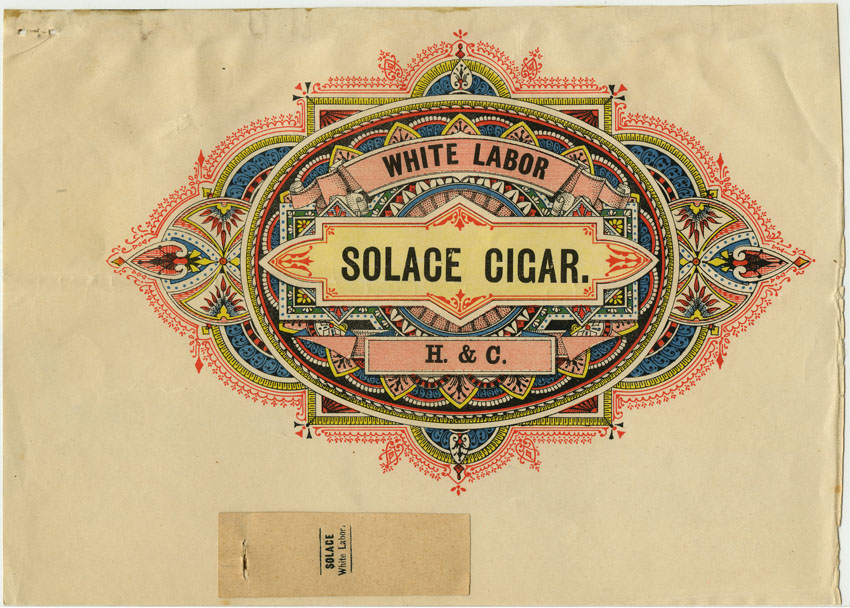 WHITE LABOR
SOLACE CIGAR.
H. & C.
SOLACE
White Labor.